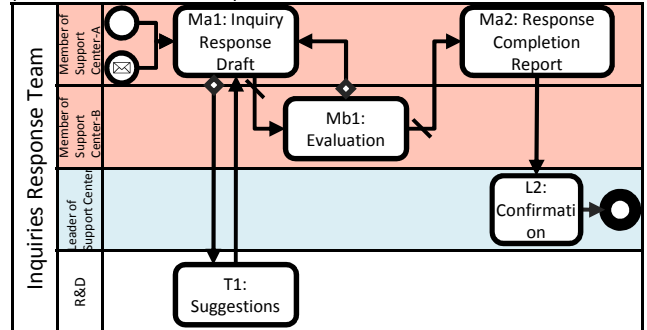 Inquiries Response Team
Member of
Support
Center-A
Ma1: Inquiry
Response
Draft
Ma2: Response
Completion
Report
Member of
Support
Center-B
Mb1:
Evaluation
Leader of
Support Center
L2:
Confirmati
on
R&D
T1:
Suggestions